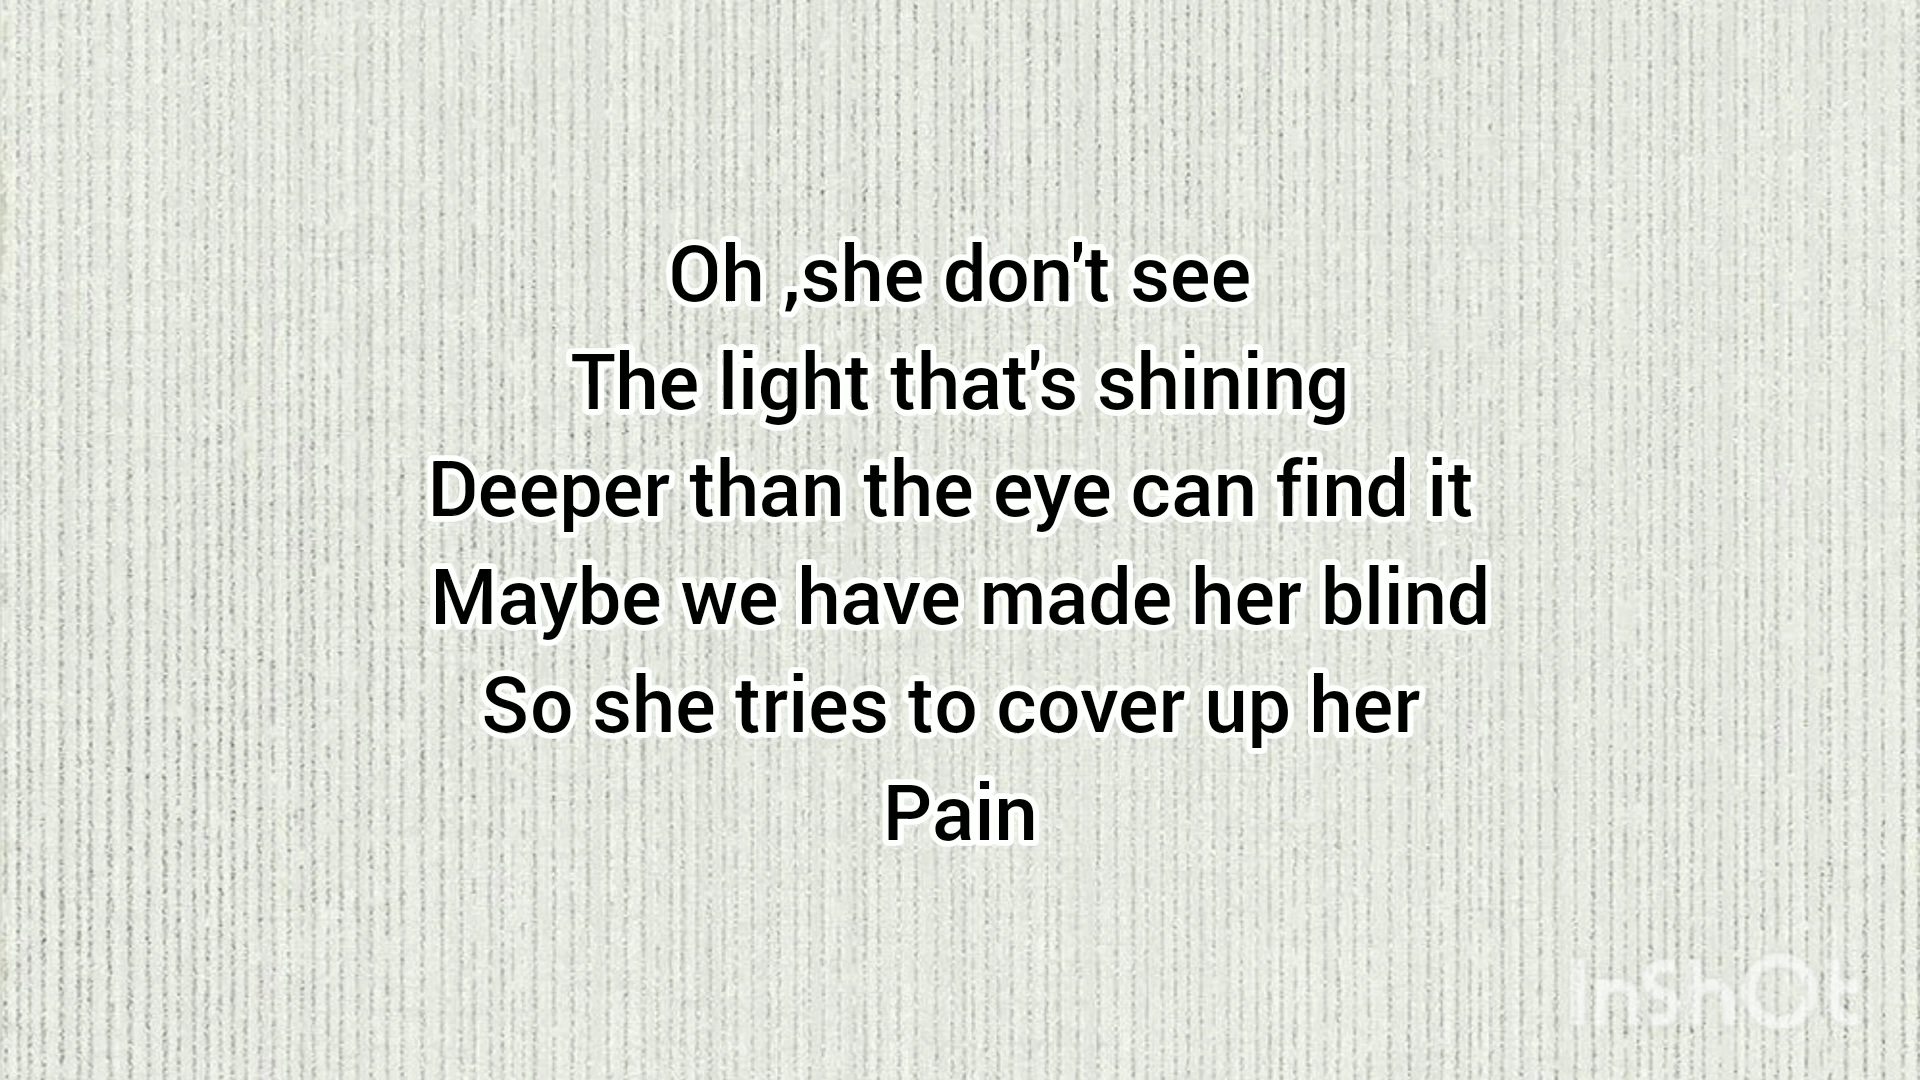 Oh ,she don't see
The light that's shining
Deeper than the eye can find it
Maybe we have made her blind
So she tries to cover up her
Pain
InShOt